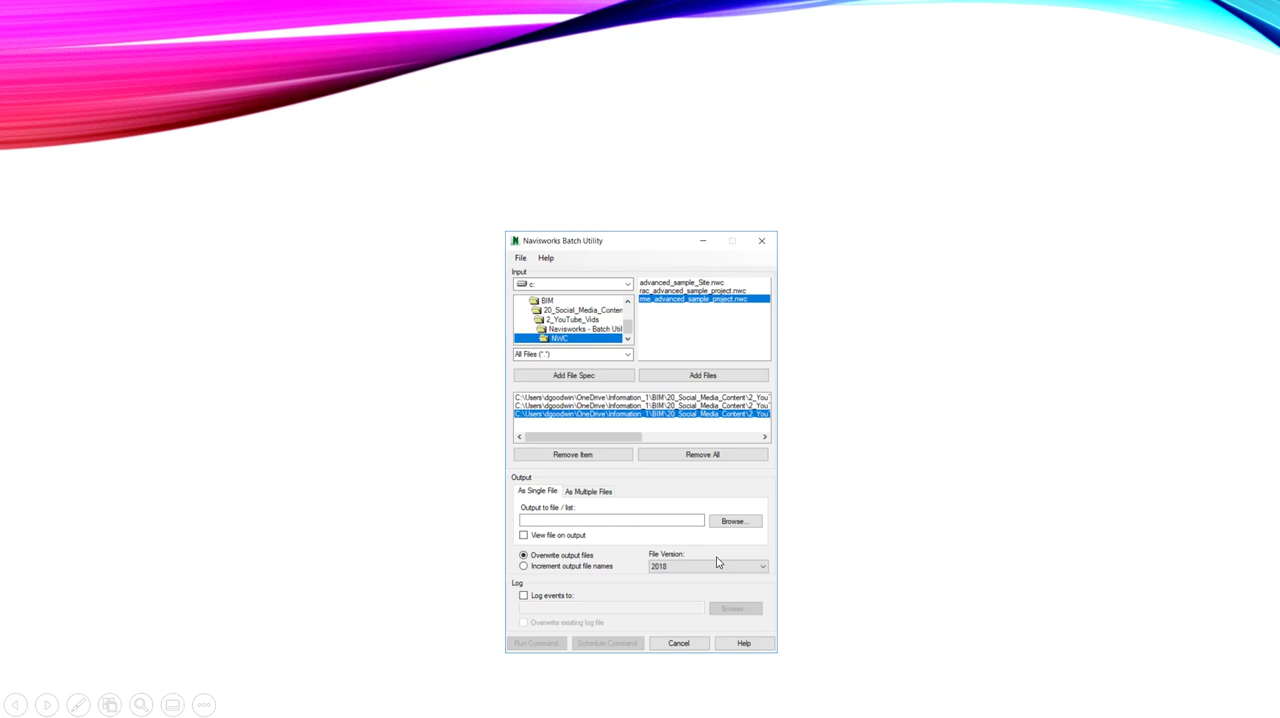 Navisworks Batch Utility
File Help
Input
c:
advanced_sample_Site.nwc
rac_advanced_sample_project.nwc
rme_advanced_sample_project.nwc
BIM
20_Social_Media_Conten
2_YouTube_Vids
Navisworks - Batch Util
NWC
All Files (*.*)
Add File Spec Add Files
C:\Users\dgoodwin\OneDrive\Information_1\BIM\20_Social_Media_Content\2_You
C:\Users\dgoodwin\OneDrive\Information_1\BIM\20_Social_Media_Content\2_You
C:\Users\dgoodwin\OneDrive\Information_1\BIM\20_Social_Media_Content\2_You
Remove Item Remove All
Output
As Single File As Multiple Files
Output to file / list:
Browse...
View file on output
Overwrite output files
Increment output file names
File Version:
2018
Log
Log events to:
Browse
Overwrite existing log file
Run Command Schedule Command Cancel Help